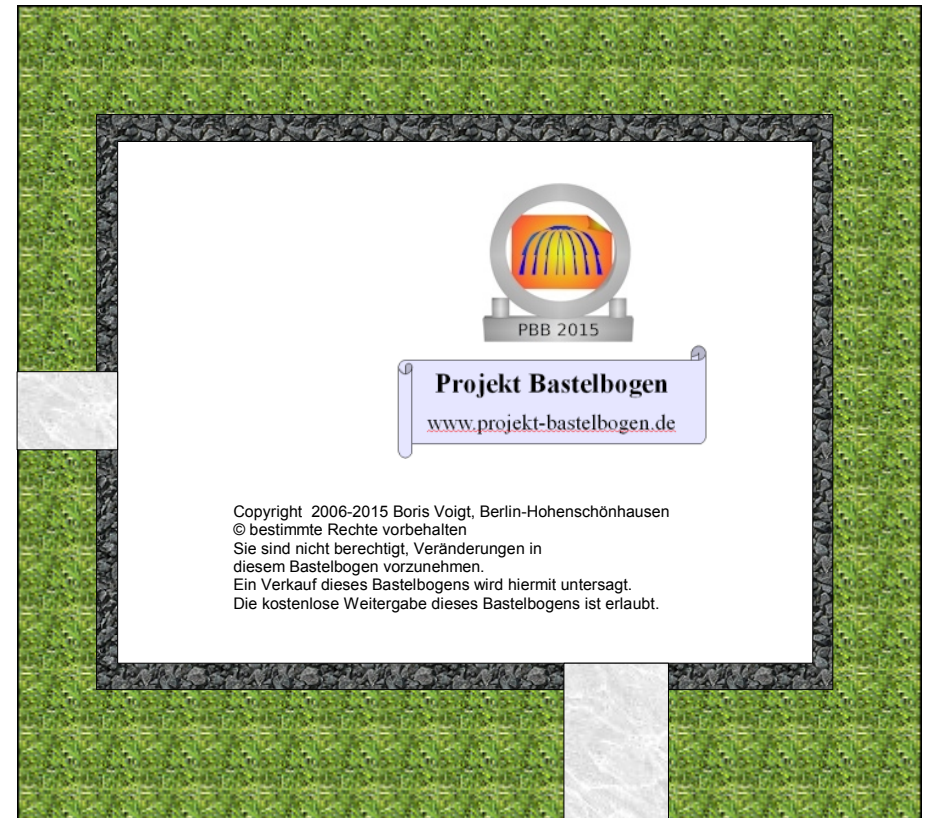 PBB 2015
Projekt Bastelbogen
www.projekt-bastelbogen.de
Copyright  2006-2015 Boris Voigt, Berlin-Hohenschönhausen
© bestimmte Rechte vorbehalten
Sie sind nicht berechtigt, Veränderungen in
diesem Bastelbogen vorzunehmen.
Ein Verkauf dieses Bastelbogens wird hiermit untersagt.
Die kostenlose Weitergabe dieses Bastelbogens ist erlaubt.